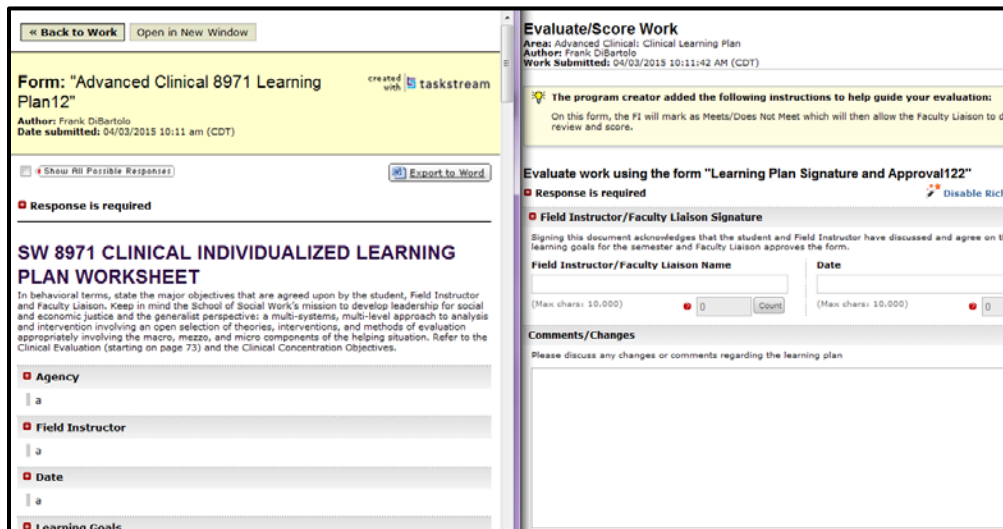 « Back to Work
Open in New Window
Form: "Advanced Clinical 8971 Learning
Plan12"
created
with taskstream
Author: Frank DiBartolo
Date submitted: 04/03/2015 10:11 am (CDT)
Show All Possible Responses
Export to Word
Response is required
SW 8971 CLINICAL INDIVIDUALIZED LEARNING
PLAN WORKSHEET
In behavioral terms, state the major objectives that are agreed upon by the student, Field Instructor
and Faculty Liaison. Keep in mind the School of Social Work's mission to develop leadership for social
and economic justice and the generalist perspective: a multi-systems, multi-level approach to analysis
and intervention involving an open selection of theories, interventions, and methods of evaluation
appropriately involving the macro, mezzo, and micro components of the helping situation. Refer to the
Clinical Evaluation (starting on page 73) and the Clinical Concentration Objectives.
Agency
a
Field Instructor
a
Date
a
Learning Goals
Evaluate/Score Work
Area: Advanced Clinical: Clinical Learning Plan
Author: Frank DiBartolo
Work Submitted: 04/03/2015 10:11:42 AM (CDT)
The program creator added the following instructions to help guide your evaluation:
On this form, the FI will mark as Meets/Does Not Meet which will then allow the Faculty Liaison to d
review and score.
Evaluate work using the form "Learning Plan Signature and Approval122"
Response is required
Disable Rich
Field Instructor/Faculty Liaison Signature
Signing this document acknowledges that the student and Field Instructor have discussed and agree on th
learning goals for the semester and Faculty Liaison approves the form.
Field Instructor/Faculty Liaison Name
Date
(Max chars: 10,000)
0
Count
(Max chars: 10,000)
0
Comments/Changes
Please discuss any changes or comments regarding the learning plan